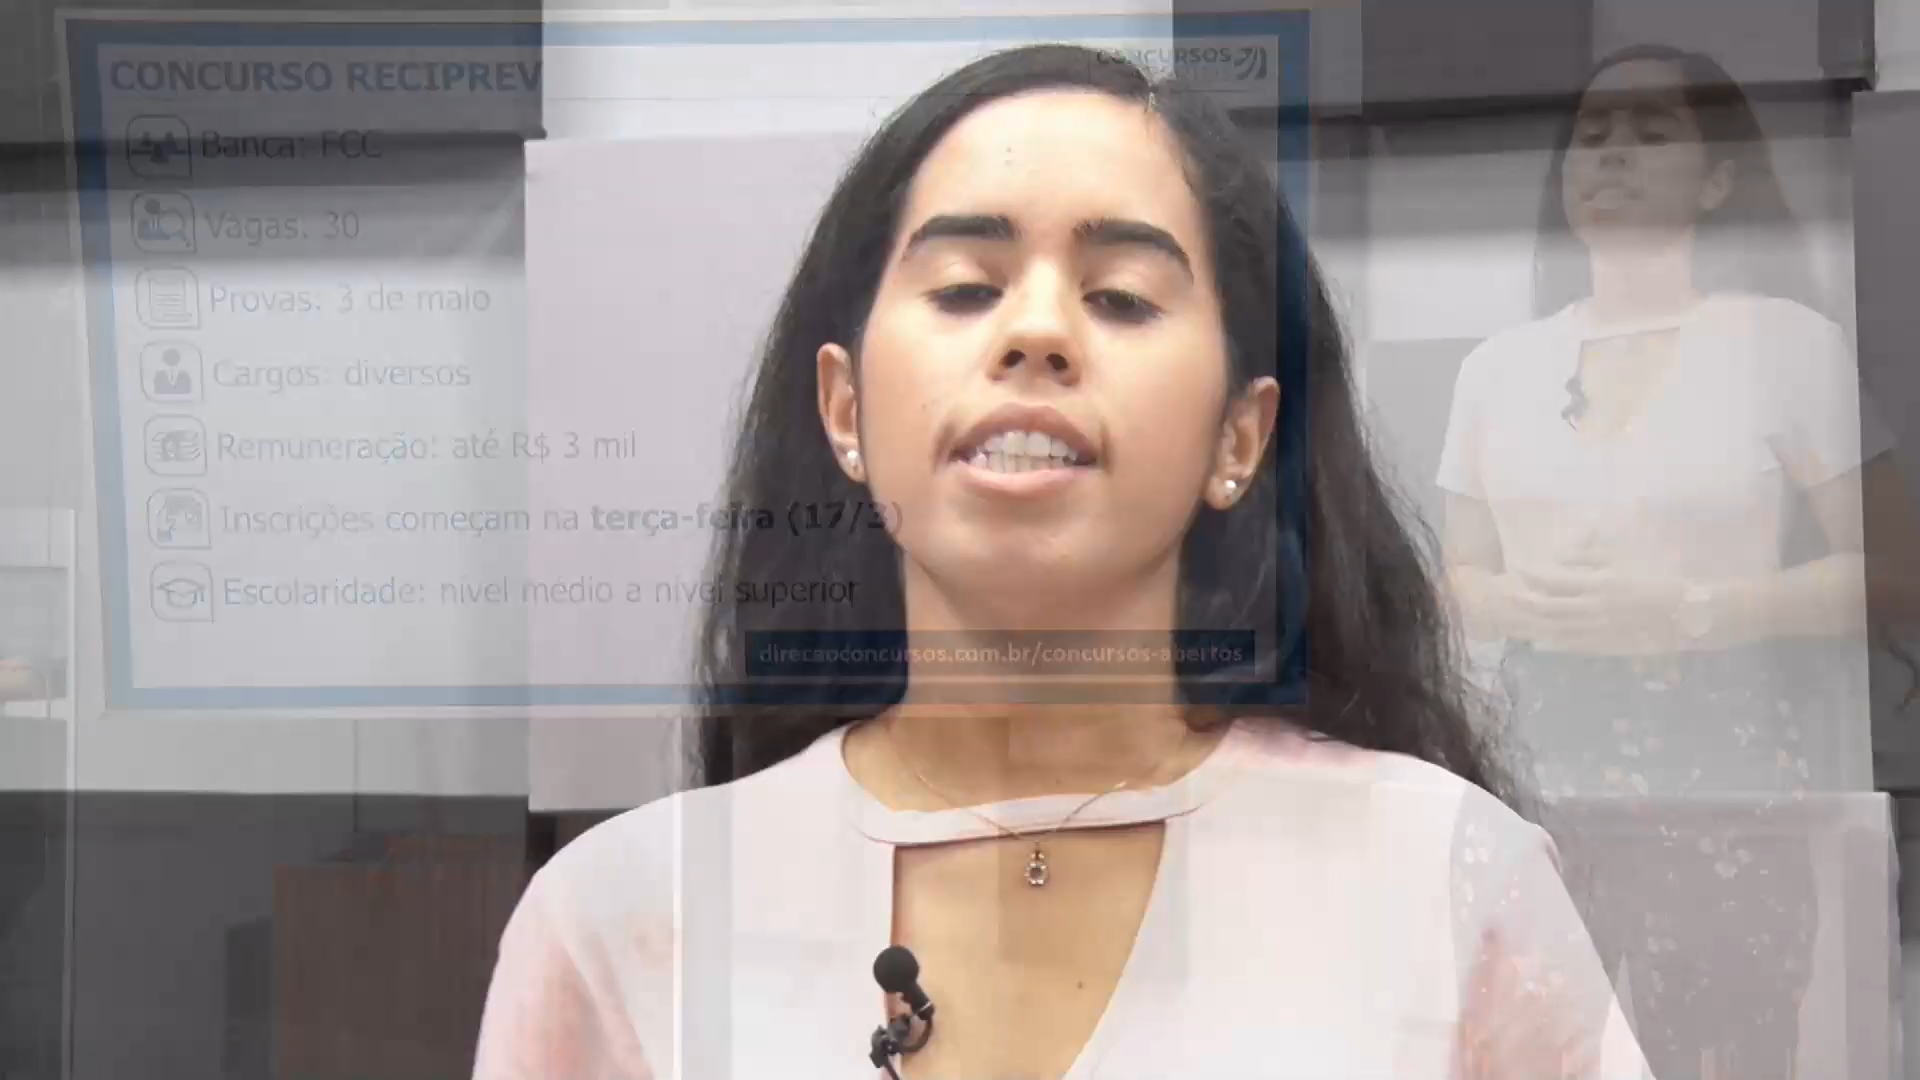 CONCURSO RECIPREV
CONCURSOS
Banca: FCC
Vagas: 30
Provas: 3 de maio
Cargos: diversos
Remuneração: até R$ 3 mil
Inscrições começam na terça-feira (17/3)
Escolaridade: nível médio a nível superior
direcaoconcursos.com.br/concursos-abertos